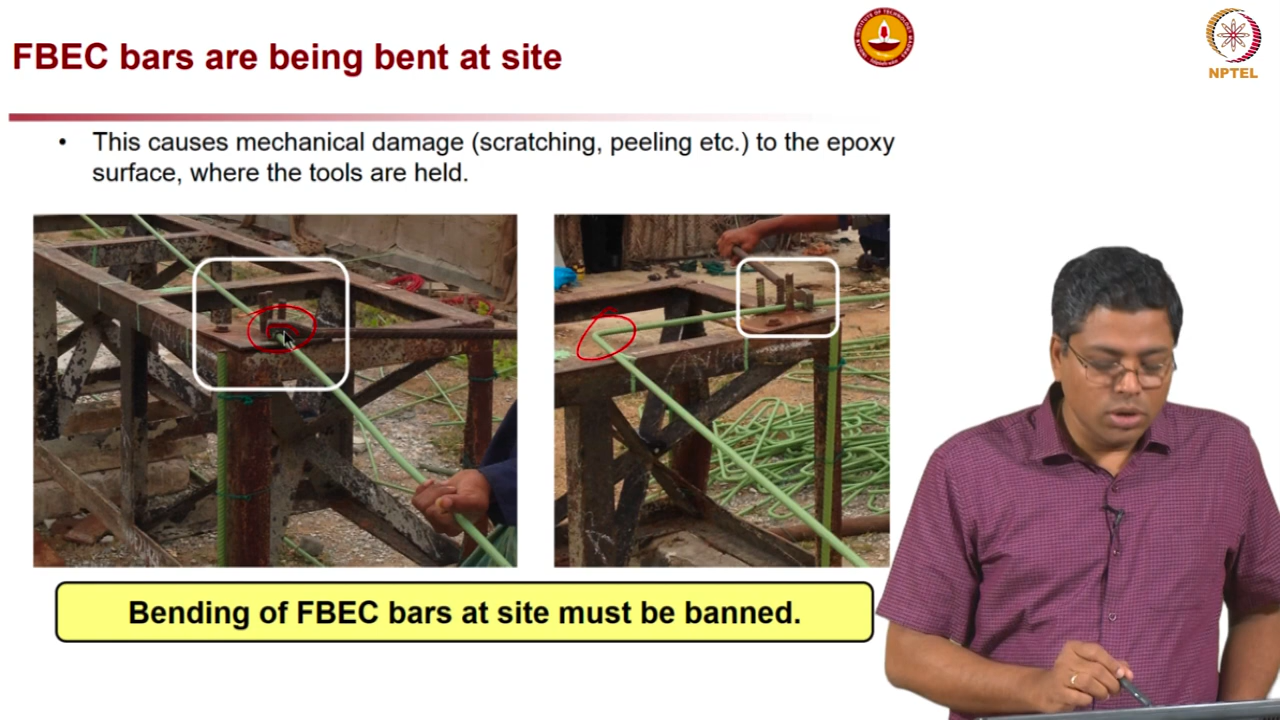 FBEC bars are being bent at site
NPTEL
• This causes mechanical damage (scratching, peeling etc.) to the epoxy
surface, where the tools are held.
Bending of FBEC bars at site must be banned.